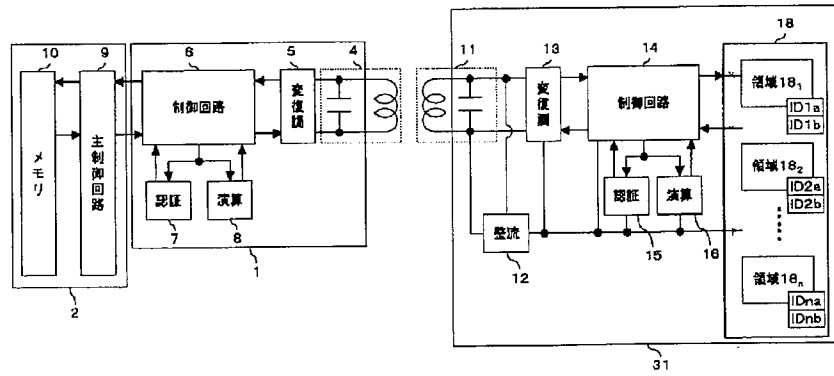 10
9
6
5
4
11
13
14
18
メモリ
主制御回路
制御回路
変復調
変復調
制御回路
領域18₁
ID1a
ID1b
領域18₂
ID2a
ID2b
認証
演算
認証
演算
整流
7
8
15
16
12
領域18ₙ
IDna
IDnb
2
1
31